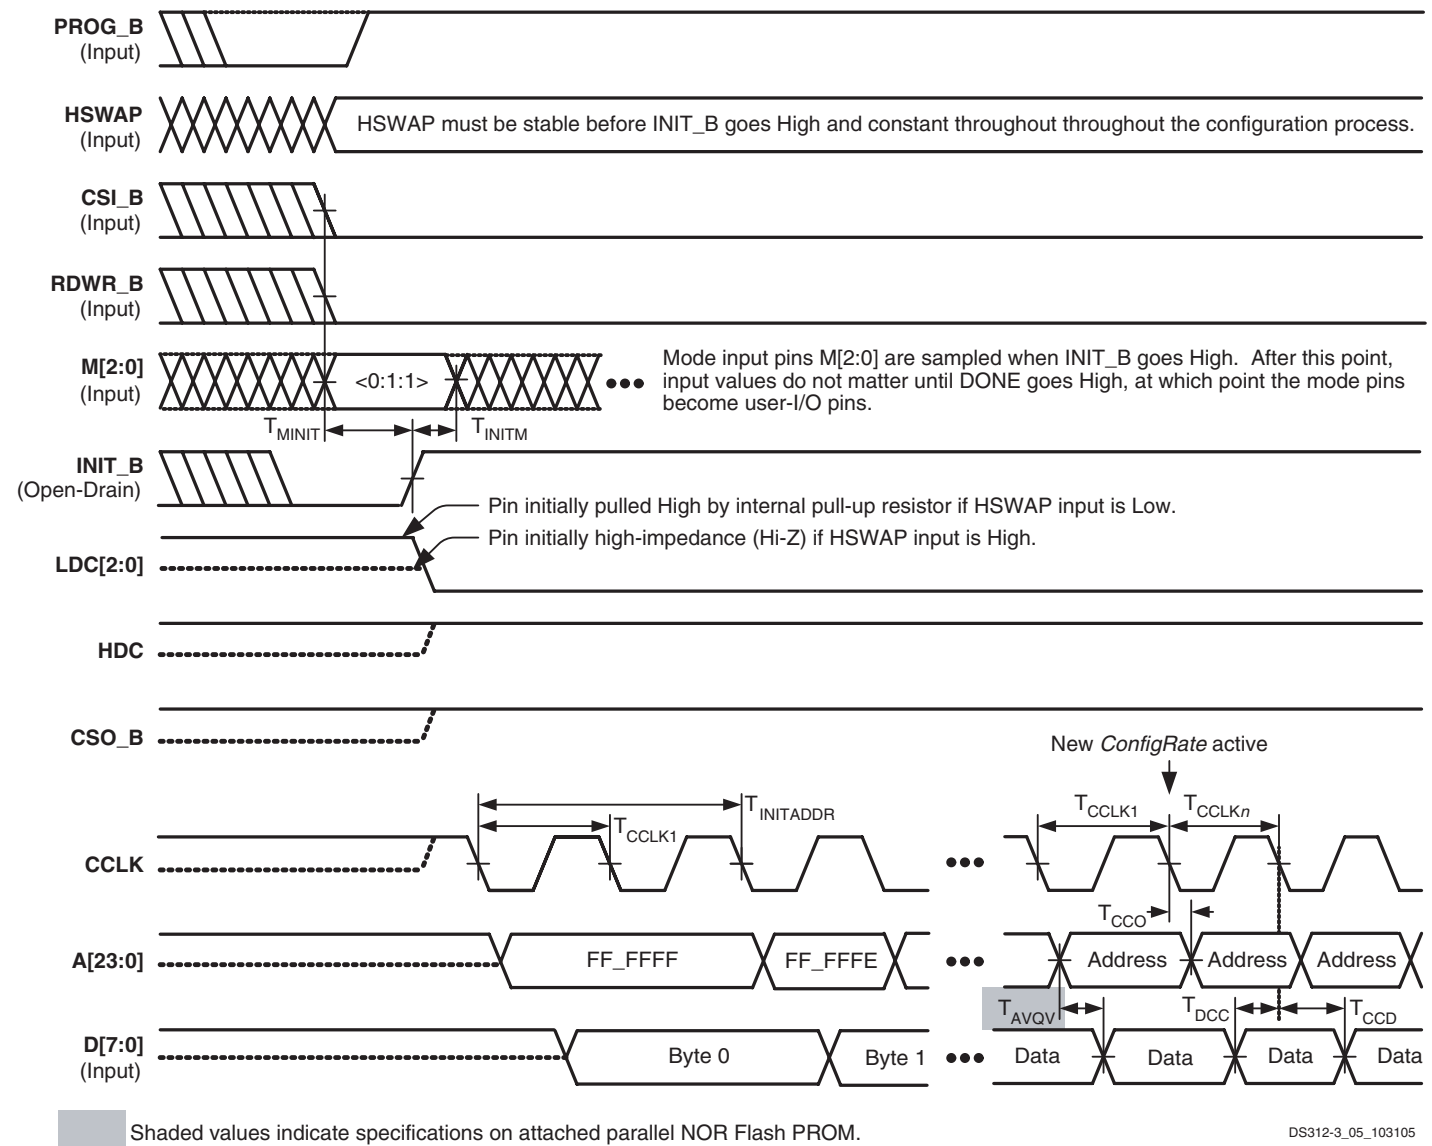 PROG_B
(Input)
HSWAP
(Input)
HSWAP must be stable before INIT_B goes High and constant throughout throughout the configuration process.
CSI_B
(Input)
RDWR_B
(Input)
M[2:0]
(Input)
<0:1:1>
Mode input pins M[2:0] are sampled when INIT_B goes High. After this point,
input values do not matter until DONE goes High, at which point the mode pins
become user-I/O pins.
TMINIT
TINITM
INIT_B
(Open-Drain)
Pin initially pulled High by internal pull-up resistor if HSWAP input is Low.
Pin initially high-impedance (Hi-Z) if HSWAP input is High.
LDC[2:0]
HDC
CSO_B
New ConfigRate active
TINITADDR
TCCLK1
TCCLK1
TCCLKn
CCLK
TCCO
A[23:0]
FF_FFFF
FF_FFFE
Address
Address
Address
TAVQV
TDCC
TCCD
D[7:0]
(Input)
Byte 0
Byte 1
Data
Data
Data
Data
Shaded values indicate specifications on attached parallel NOR Flash PROM.
DS312-3_05_103105